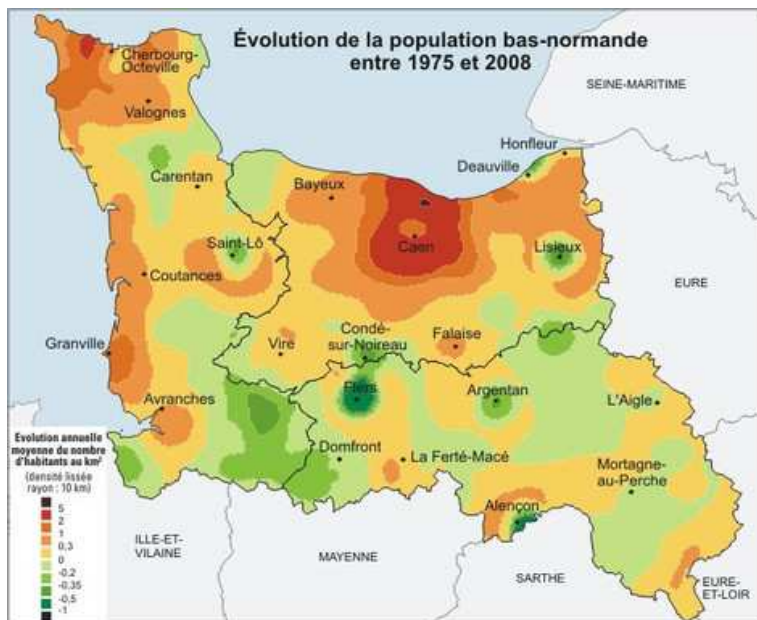 Évolution de la population bas-normande
entre 1975 et 2008
SEINE-MARITIME
Cherbourg-
Octeville
Valognes
Honfleur
Deauville
Carentan
Bayeux
Caen
Lisieux
Saint-Lô
Coutances
EURE
Granville
Vire
Condé-
sur-Noireau
Falaise
Flers
Argentan
L'Aigle
Avranches
Domfront
La Ferté-Macé
Mortagne-
au-Perche
Alençon
ILLE-ET-
VILAINE
MAYENNE
SARTHE
EURE-
ET-LOIR
Evolution annuelle
moyenne du nombre
d'habitants au km²
(densité lissée
rayon : 10 km)
5
2
1
0,3
0
-0,2
-0,35
-0,5
-1